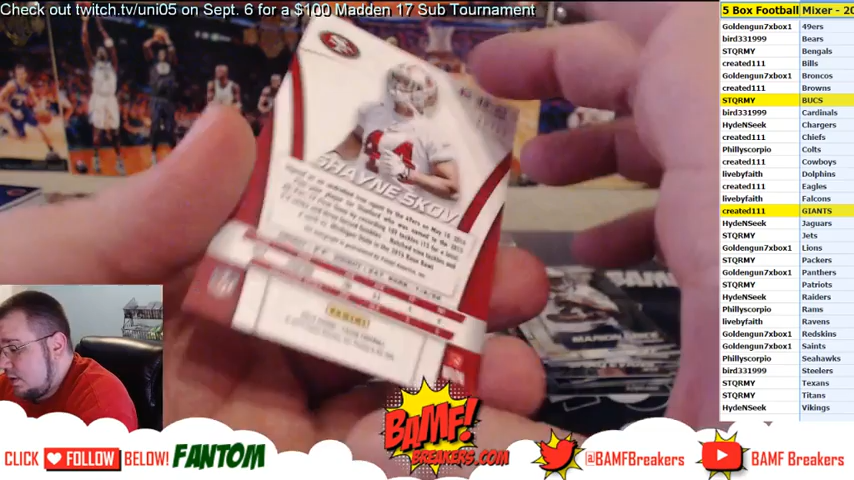 Check out twitch.tv/uni05 on Sept. 6 for a $100 Madden 17 Sub Tournament
5 Box Football Mixer - 20
Goldengun7xbox1 49ers
bird331999 Bears
STQRMY Bengals
created111 Bills
Goldengun7xbox1 Broncos
created111 Browns
STQRMY BUCS
bird331999 Cardinals
HydeNSeek Chargers
created111 Chiefs
Phillyscorpio Colts
created111 Cowboys
livebyfaith Dolphins
created111 Eagles
livebyfaith Falcons
created111 GIANTS
HydeNSeek Jaguars
STQRMY Jets
Goldengun7xbox1 Lions
STQRMY Packers
Goldengun7xbox1 Panthers
STQRMY Patriots
HydeNSeek Raiders
Phillyscorpio Rams
livebyfaith Ravens
Goldengun7xbox1 Redskins
Goldengun7xbox1 Saints
Phillyscorpio Seahawks
bird331999 Steelers
STQRMY Texans
STQRMY Titans
HydeNSeek Vikings
44
SHAYNE SKOV
PANINI
CLICK FOLLOW BELOW! FANTOM
BAMF!
BREAKERS.COM
@BAMFBreakers
BAMF Breakers